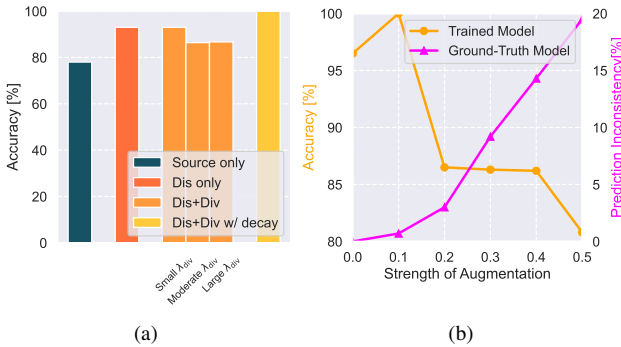 Accuracy [%]
100
80
60
40
20
0
Source only
Dis only
Dis+Div
Dis+Div w/ decay
Small λdiv
Moderate λdiv
Large λdiv
(a)
Accuracy [%]
100
95
90
85
80
Trained Model
Ground-Truth Model
20
15
10
5
0
Prediction Inconsistency[%]
0.0 0.1 0.2 0.3 0.4 0.5
Strength of Augmentation
(b)